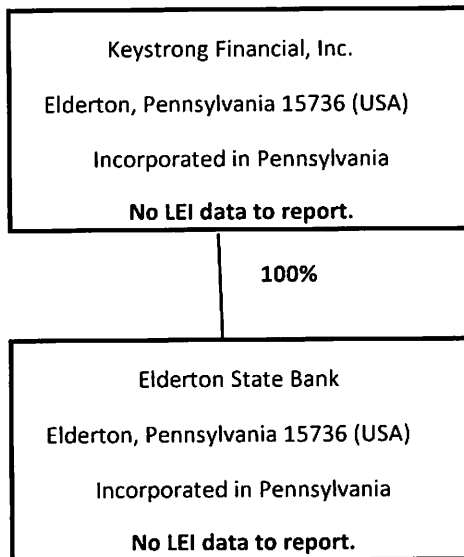 Keystrong Financial, Inc.
Elderton, Pennsylvania 15736 (USA)
Incorporated in Pennsylvania
No LEI data to report.
100%
Elderton State Bank
Elderton, Pennsylvania 15736 (USA)
Incorporated in Pennsylvania
No LEI data to report.